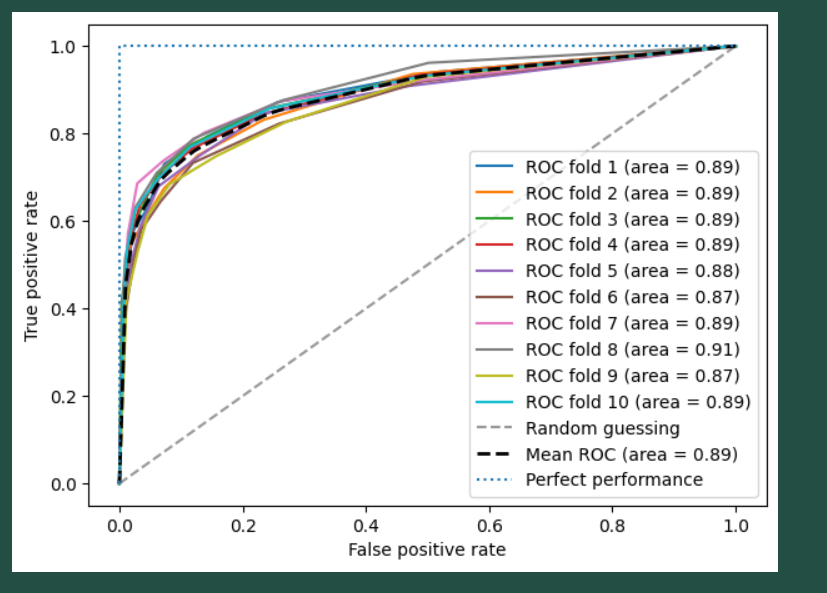 1.0
0.8
0.6
0.4
0.2
0.0
True positive rate
ROC fold 1 (area = 0.89)
ROC fold 2 (area = 0.89)
ROC fold 3 (area = 0.89)
ROC fold 4 (area = 0.89)
ROC fold 5 (area = 0.88)
ROC fold 6 (area = 0.87)
ROC fold 7 (area = 0.89)
ROC fold 8 (area = 0.91)
ROC fold 9 (area = 0.87)
ROC fold 10 (area = 0.89)
Random guessing
Mean ROC (area = 0.89)
Perfect performance
0.0 0.2 0.4 0.6 0.8 1.0
False positive rate